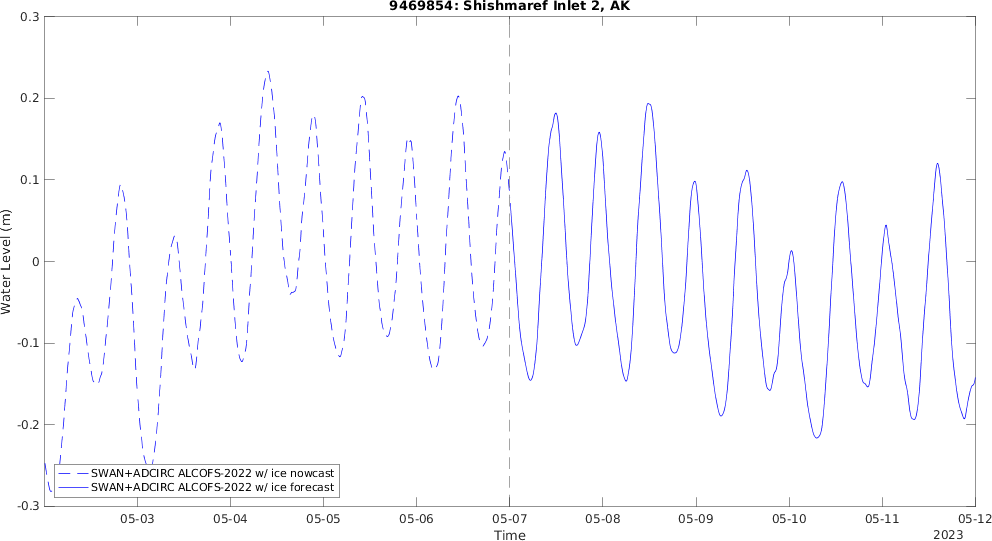 9469854: Shishmaref Inlet 2, AK
Water Level (m)
0.3
0.2
0.1
0
-0.1
-0.2
-0.3
SWAN+ADCIRC ALCOFS-2022 w/ ice nowcast
SWAN+ADCIRC ALCOFS-2022 w/ ice forecast
05-03 05-04 05-05 05-06 05-07 05-08 05-09 05-10 05-11 05-12
Time
2023